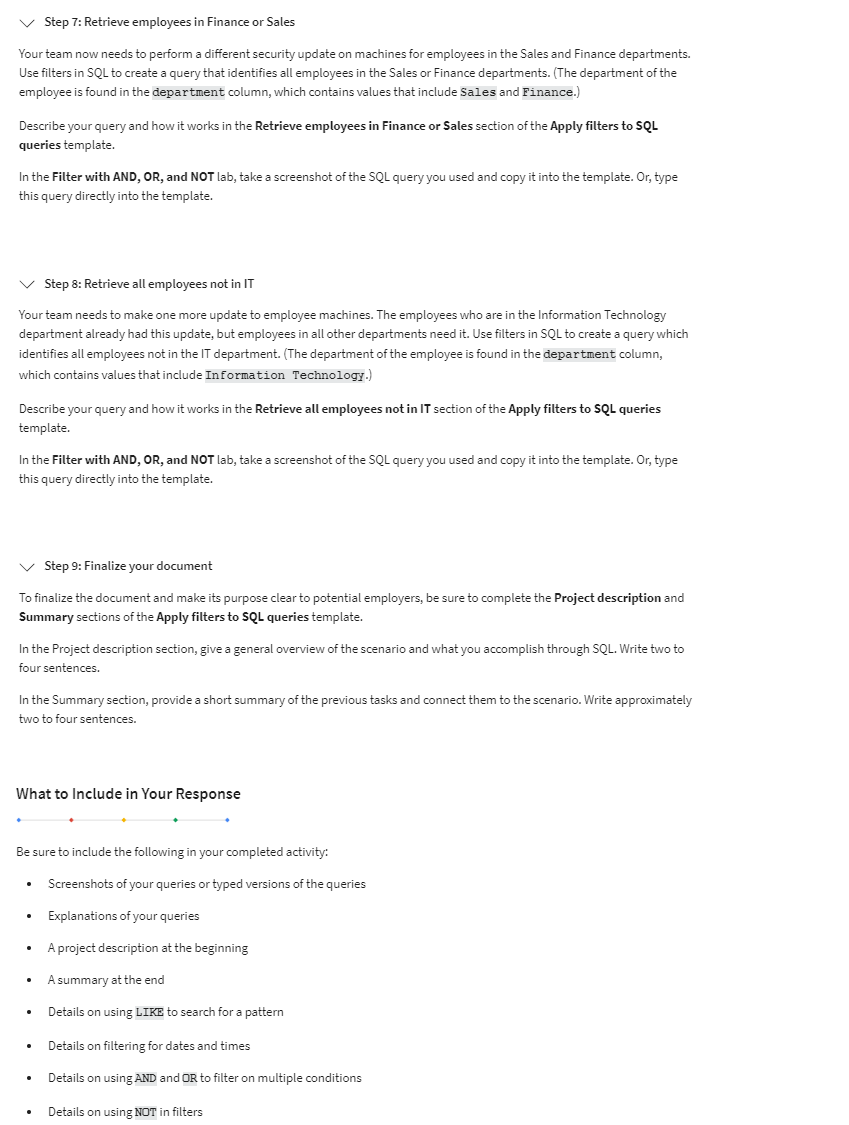 Step 7: Retrieve employees in Finance or Sales
Your team now needs to perform a different security update on machines for employees in the Sales and Finance departments.
Use filters in SQL to create a query that identifies all employees in the Sales or Finance departments. (The department of the
employee is found in the department column, which contains values that include Sales and Finance.)
Describe your query and how it works in the Retrieve employees in Finance or Sales section of the Apply filters to SQL
queries template.
In the Filter with AND, OR, and NOT lab, take a screenshot of the SQL query you used and copy it into the template. Or, type
this query directly into the template.
Step 8: Retrieve all employees not in IT
Your team needs to make one more update to employee machines. The employees who are in the Information Technology
department already had this update, but employees in all other departments need it. Use filters in SQL to create a query which
identifies all employees not in the IT department. (The department of the employee is found in the department column,
which contains values that include Information Technology.)
Describe your query and how it works in the Retrieve all employees not in IT section of the Apply filters to SQL queries
template.
In the Filter with AND, OR, and NOT lab, take a screenshot of the SQL query you used and copy it into the template. Or, type
this query directly into the template.
Step 9: Finalize your document
To finalize the document and make its purpose clear to potential employers, be sure to complete the Project description and
Summary sections of the Apply filters to SQL queries template.
In the Project description section, give a general overview of the scenario and what you accomplish through SQL. Write two to
four sentences.
In the Summary section, provide a short summary of the previous tasks and connect them to the scenario. Write approximately
two to four sentences.
What to Include in Your Response
Be sure to include the following in your completed activity:
• Screenshots of your queries or typed versions of the queries
• Explanations of your queries
• A project description at the beginning
• A summary at the end
• Details on using LIKE to search for a pattern
• Details on filtering for dates and times
• Details on using AND and OR to filter on multiple conditions
• Details on using NOT in filters